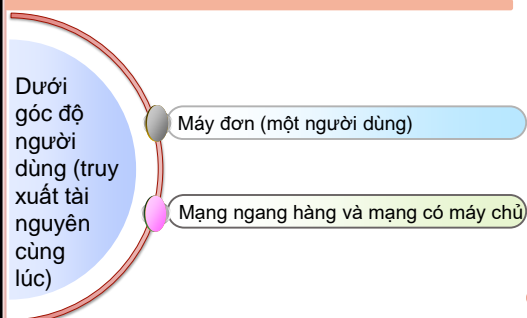 Dưới
góc độ
người
dùng (truy
xuất tài
nguyên
cùng
lúc)
Máy đơn (một người dùng)
Mạng ngang hàng và mạng có máy chủ